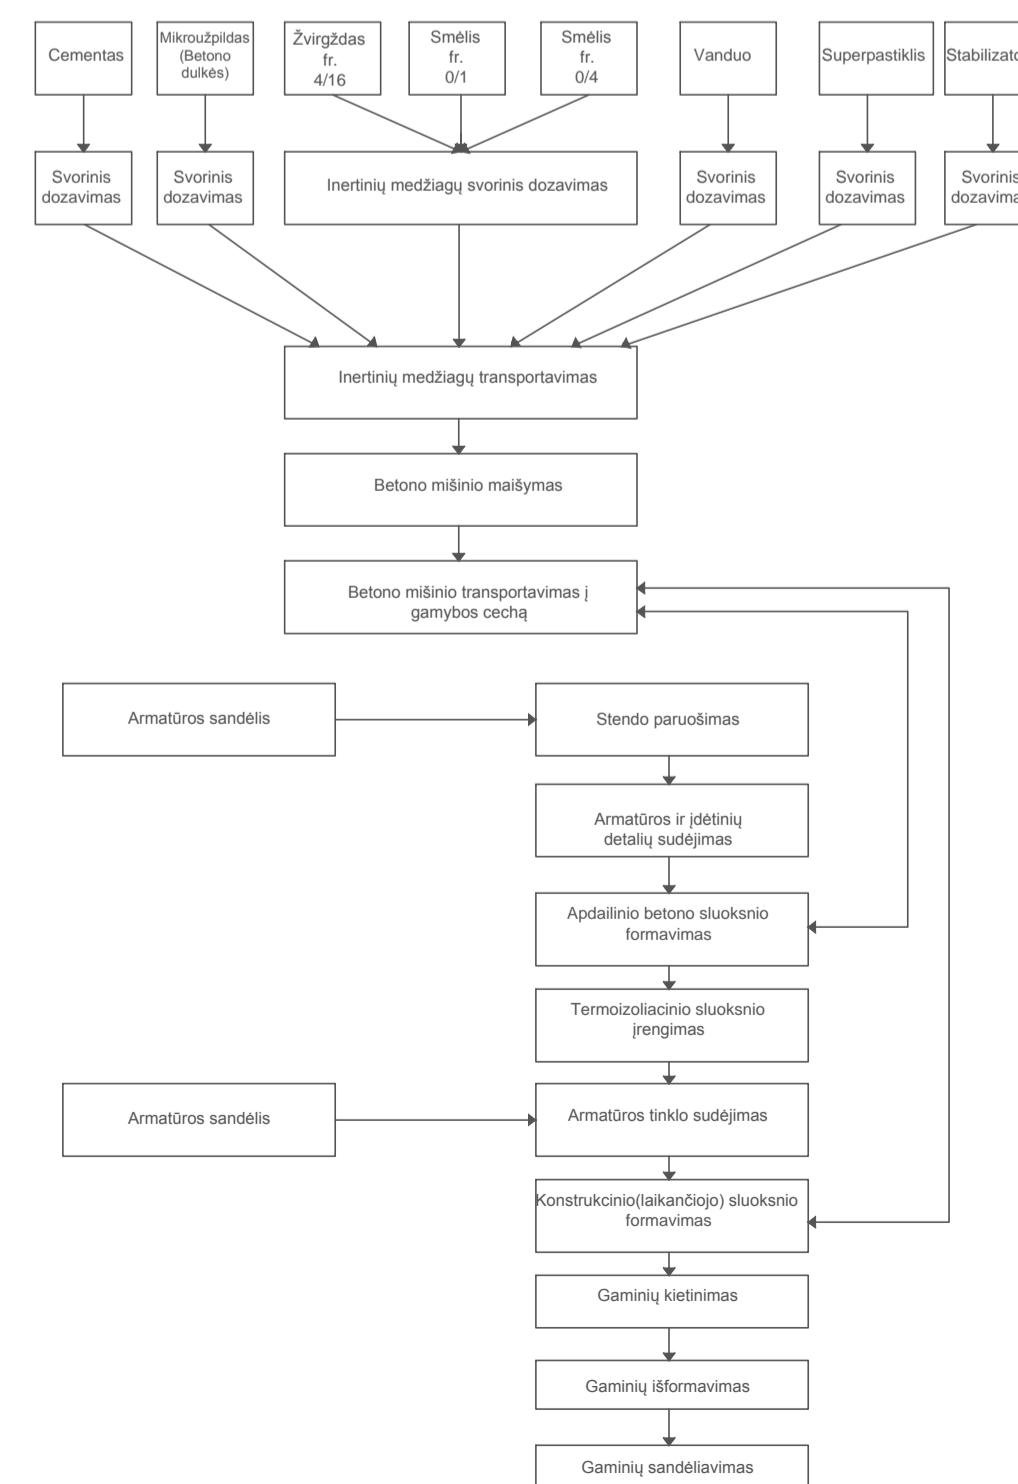 Cementas
Mikroužpildas
(Betono
dulkės)
Žvirgždas
fr.
4/16
Smėlis
fr.
0/1
Smėlis
fr.
0/4
Vanduo
Superpastiklis
Stabilizato
Svorinis
dozavimas
Svorinis
dozavimas
Inertinių medžiagų svorinis dozavimas
Svorinis
dozavimas
Svorinis
dozavimas
Svorinis
dozavima
Inertinių medžiagų transportavimas
Betono mišinio maišymas
Betono mišinio transportavimas į
gamybos cechą
Armatūros sandėlis
Stendo paruošimas
Armatūros ir įdėtinių
detalių sudėjimas
Apdailinio betono sluoksnio
formavimas
Termoizoliacinio sluoksnio
įrengimas
Armatūros sandėlis
Armatūros tinklo sudėjimas
Konstrukcinio(laikančiojo) sluoksnio
formavimas
Gaminių kietinimas
Gaminių išformavimas
Gaminių sandėliavimas